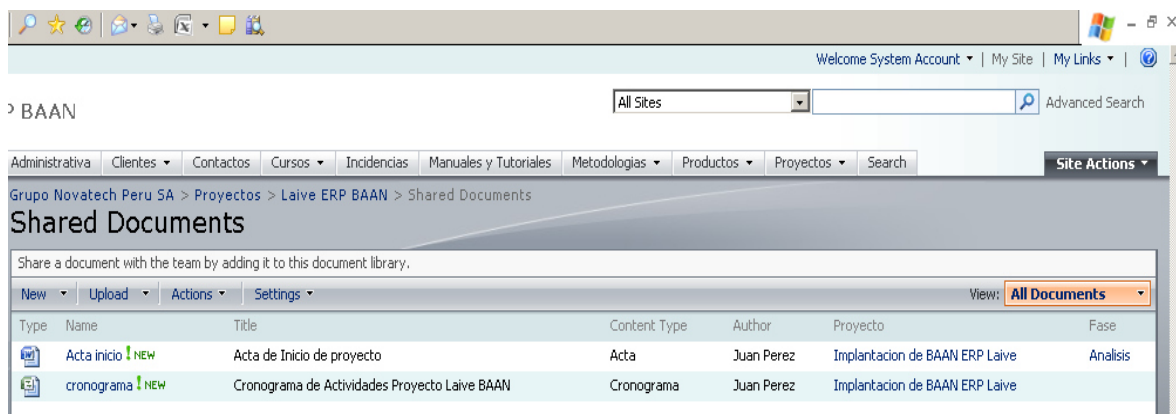 Welcome System Account | My Site | My Links |
BAAN
All Sites
Advanced Search
Administrativa Clientes Contactos Cursos Incidencias Manuales y Tutoriales Metodologias Productos Proyectos Search Site Actions
Grupo Novatech Peru SA > Proyectos > Laive ERP BAAN > Shared Documents
Shared Documents
Share a document with the team by adding it to this document library.
New Upload Actions Settings View: All Documents
Type Name Title Content Type Author Proyecto Fase
Acta inicio ! NEW Acta de Inicio de proyecto Acta Juan Perez Implantacion de BAAN ERP Laive Analisis
cronograma ! NEW Cronograma de Actividades Proyecto Laive BAAN Cronograma Juan Perez Implantacion de BAAN ERP Laive